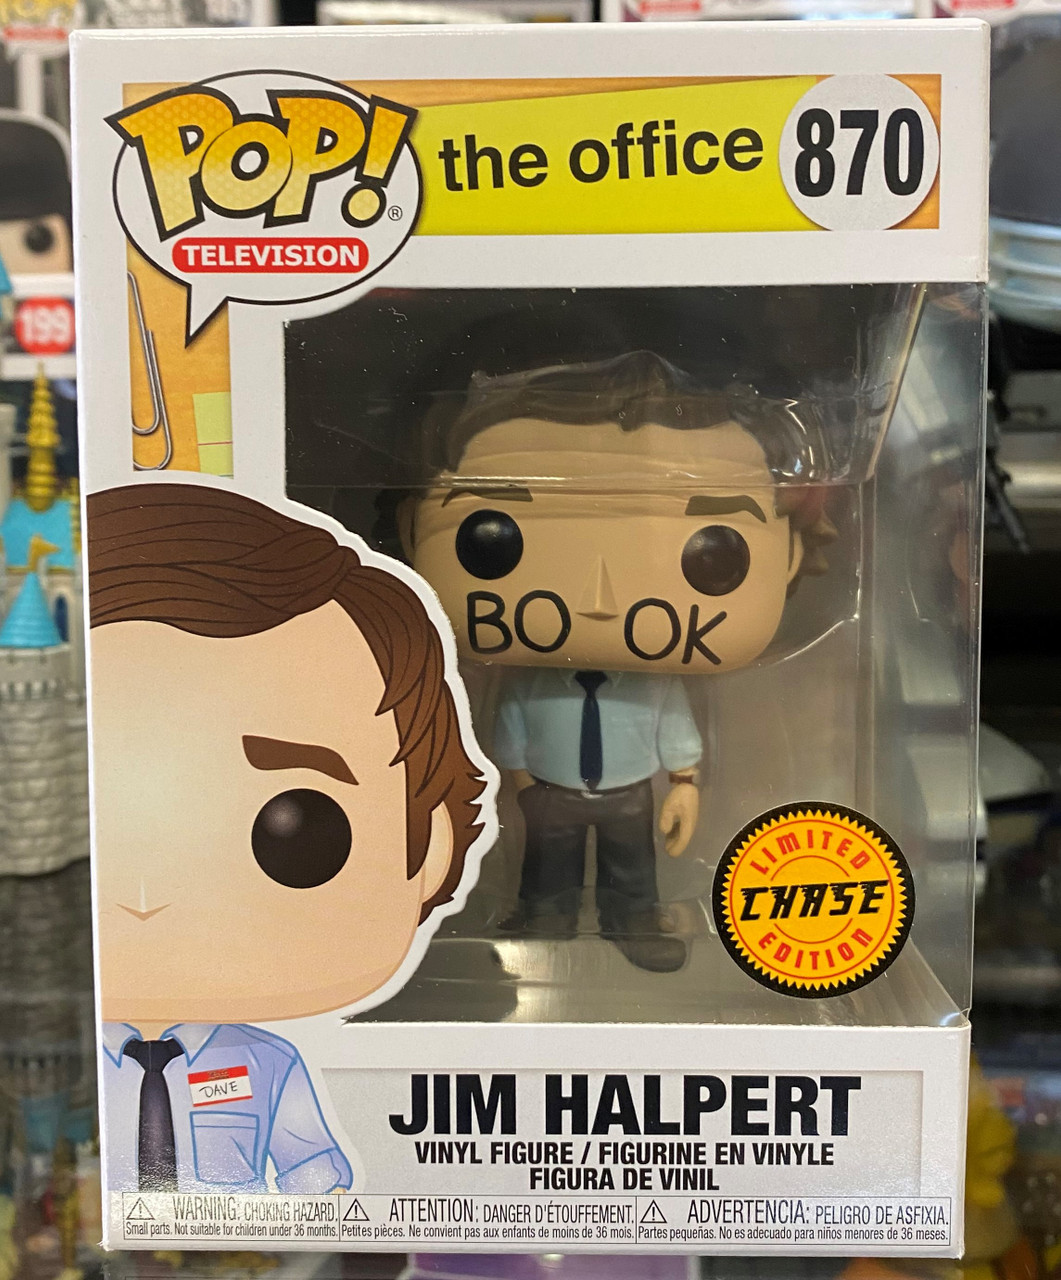 POP!®
TELEVISION
the office
870
199
BO OK
LIMITED
CHASE
EDITION
DAVE
JIM HALPERT
VINYL FIGURE / FIGURINE EN VINYLE
FIGURA DE VINIL
WARNING: CHOKING HAZARD.
Small parts. Not suitable for children under 36 months.
ATTENTION: DANGER D'ÉTOUFFEMENT.
Petites pièces. Ne convient pas aux enfants de moins de 36 mois.
ADVERTENCIA: PELIGRO DE ASFIXIA.
Partes pequeñas. No es adecuado para niños menores de 36 meses.